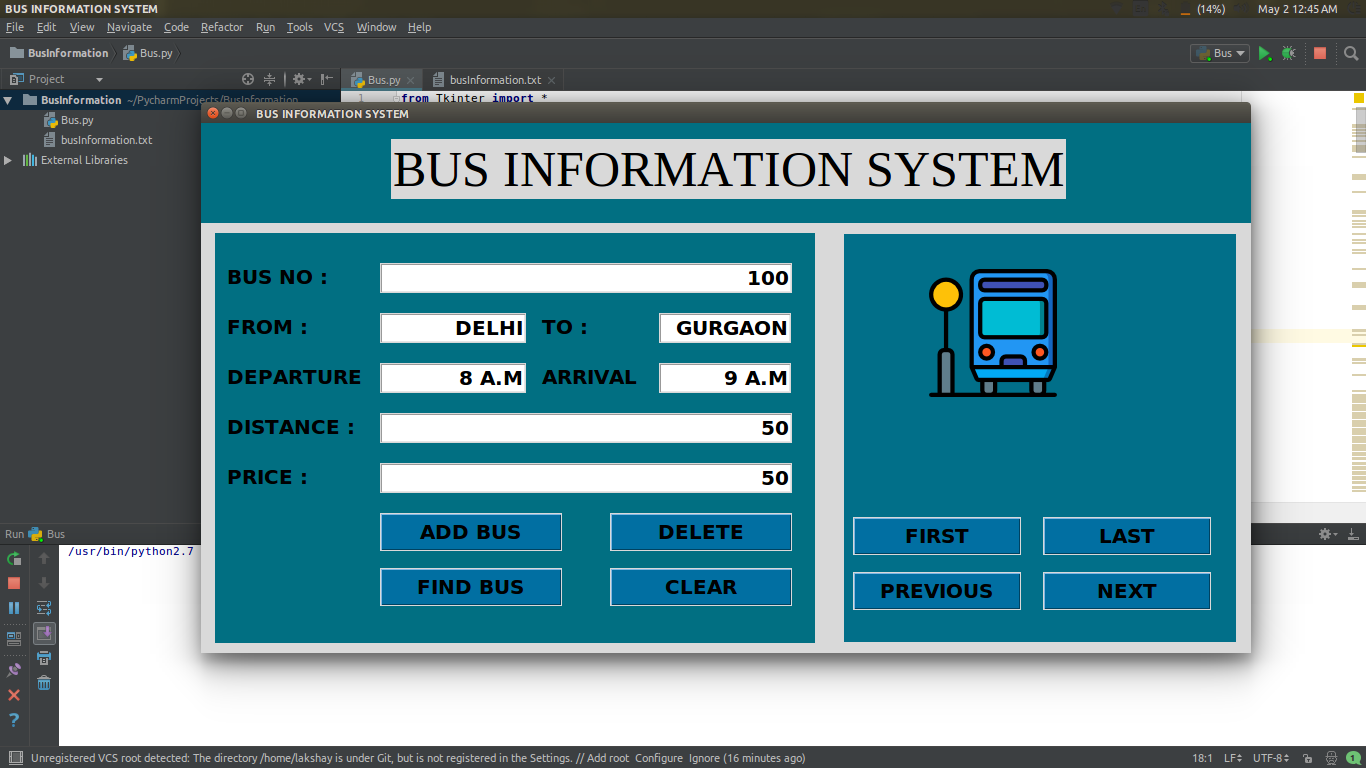 BUS INFORMATION SYSTEM (14%) May 2 12:45 AM
File Edit View Navigate Code Refactor Run Tools VCS Window Help
BusInformation Bus.py Bus
Project Bus.py busInformation.txt
BusInformation ~/PycharmProjects/BusInformation 1 from Tkinter import *
Bus.py
busInformation.txt
External Libraries
BUS INFORMATION SYSTEM
BUS INFORMATION SYSTEM
BUS NO : 100
FROM : DELHI TO : GURGAON
DEPARTURE 8 A.M ARRIVAL 9 A.M
DISTANCE : 50
PRICE : 50
ADD BUS DELETE
FIND BUS CLEAR
FIRST LAST
PREVIOUS NEXT
Run Bus
/usr/bin/python2.7
Unregistered VCS root detected: The directory /home/lakshay is under Git, but is not registered in the Settings. // Add root Configure Ignore (16 minutes ago) 18:1 LF UTF-8 1